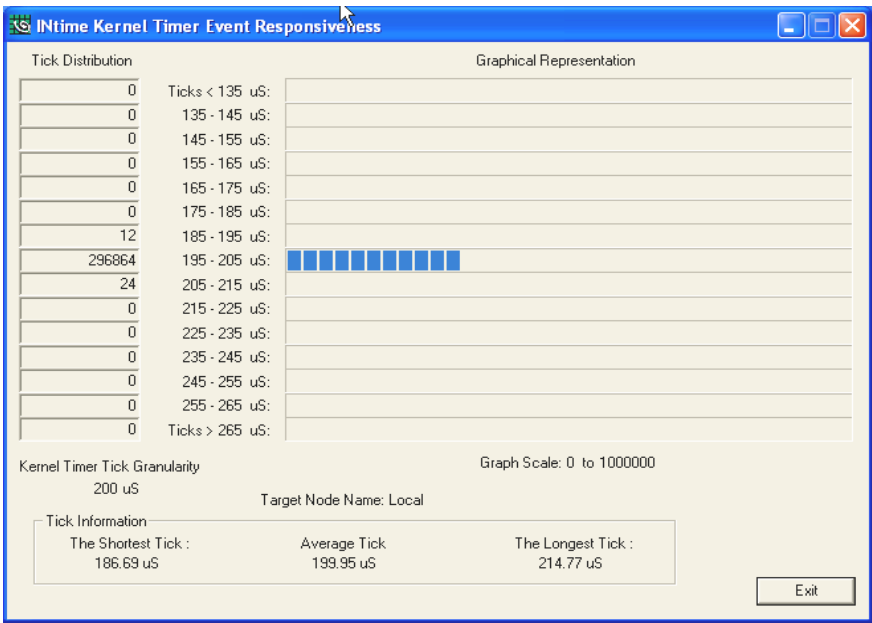 INtime Kernel Timer Event Responsiveness
Tick Distribution Graphical Representation
0 Ticks < 135 uS:
0 135 - 145 uS:
0 145 - 155 uS:
0 155 - 165 uS:
0 165 - 175 uS:
0 175 - 185 uS:
12 185 - 195 uS:
296864 195 - 205 uS:
24 205 - 215 uS:
0 215 - 225 uS:
0 225 - 235 uS:
0 235 - 245 uS:
0 245 - 255 uS:
0 255 - 265 uS:
0 Ticks > 265 uS:
Kernel Timer Tick Granularity Graph Scale: 0 to 1000000
200 uS
Target Node Name: Local
Tick Information
The Shortest Tick : Average Tick The Longest Tick :
186.69 uS 199.95 uS 214.77 uS
Exit